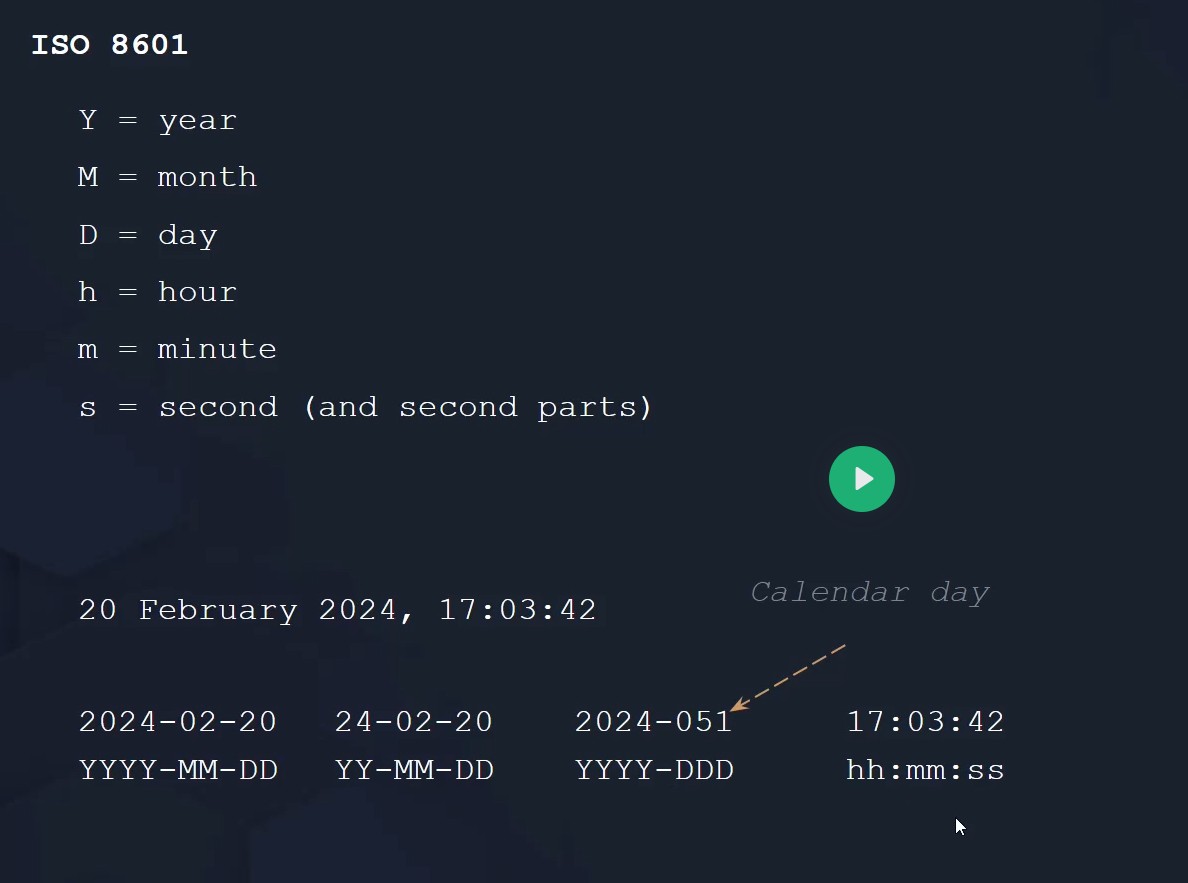 ISO 8601
Y = year
M = month
D = day
h = hour
m = minute
s = second (and second parts)
Calendar day
20 February 2024, 17:03:42
2024-02-20 24-02-20 2024-051 17:03:42
YYYY-MM-DD YY-MM-DD YYYY-DDD hh:mm:ss